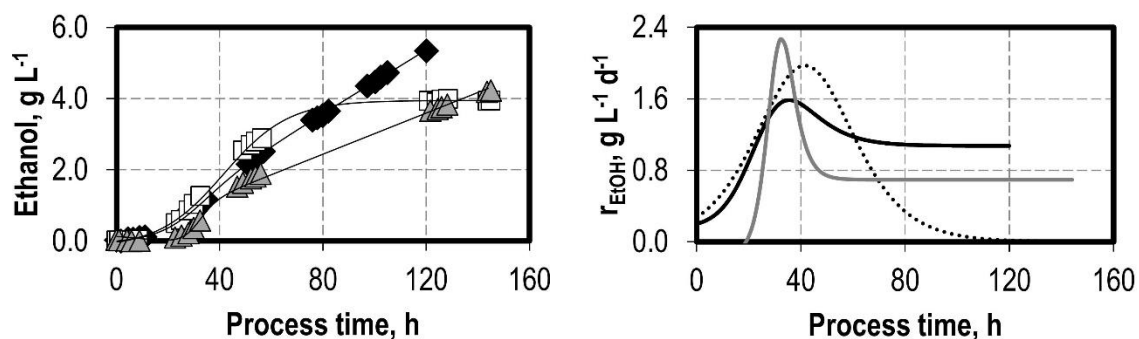 Ethanol, g L-1
6.0
4.0
2.0
0.0
0 40 80 120 160
Process time, h
rEtOH, g L-1 d-1
2.4
1.6
0.8
0.0
0 40 80 120 160
Process time, h